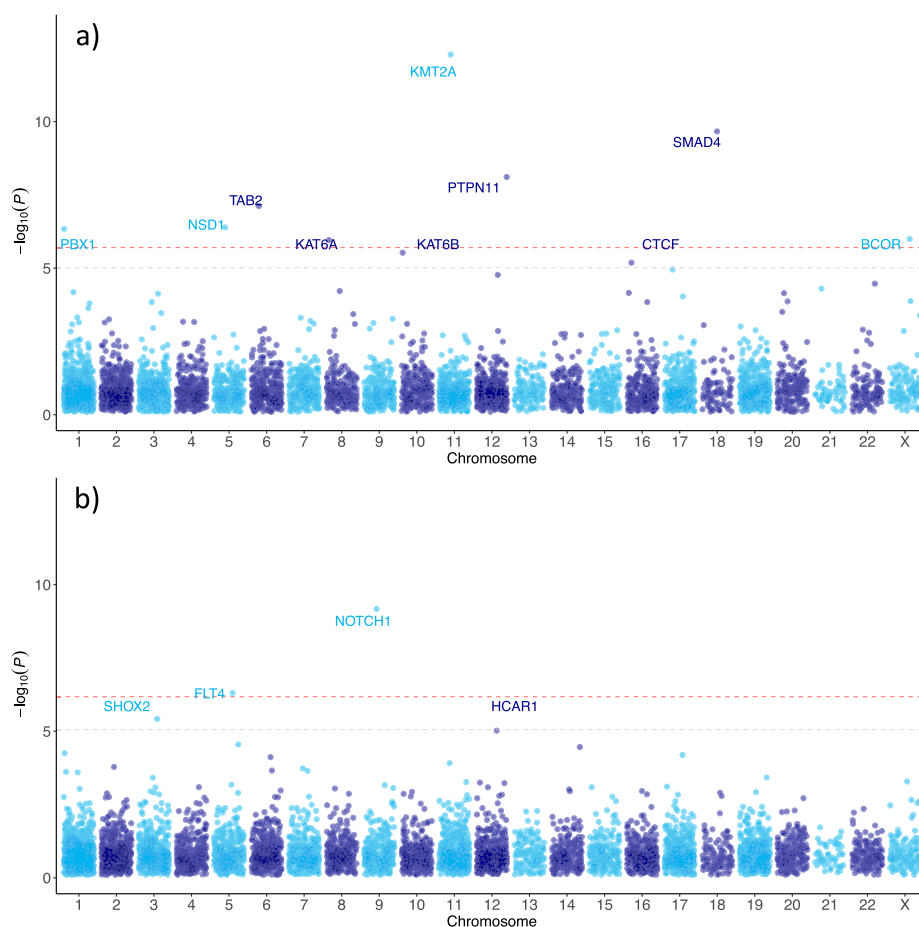 a)
KMT2A
10
SMAD4
PTPN11
TAB2
NSD1
PBX1
KAT6A
KAT6B
CTCF
BCOR
5
0
−log10(P)
1 2 3 4 5 6 7 8 9 10 11 12 13 14 15 16 17 18 19 20 21 22 X
Chromosome
b)
10
NOTCH1
FLT4
SHOX2
HCAR1
5
0
−log10(P)
1 2 3 4 5 6 7 8 9 10 11 12 13 14 15 16 17 18 19 20 21 22 X
Chromosome